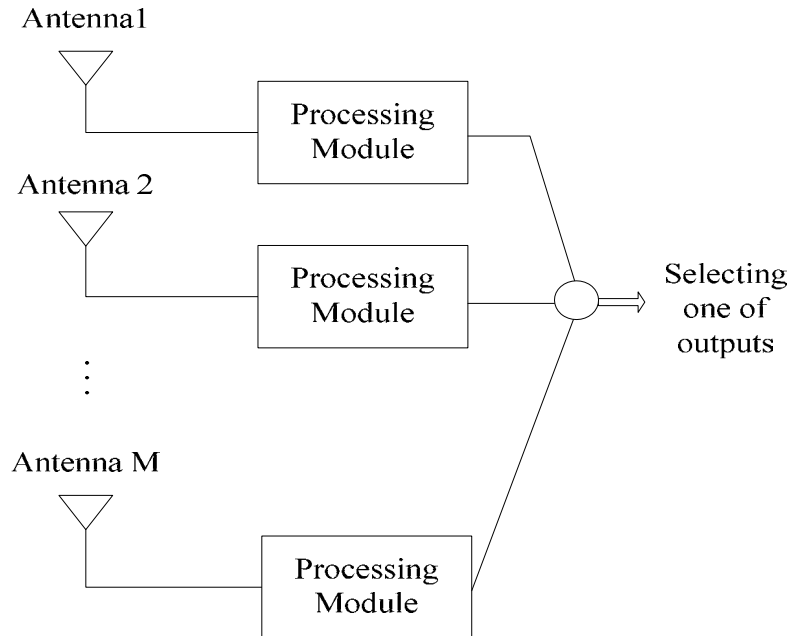 Antenna1
Processing
Module
Antenna 2
Processing
Module
Selecting
one of
outputs
⋮
Antenna M
Processing
Module